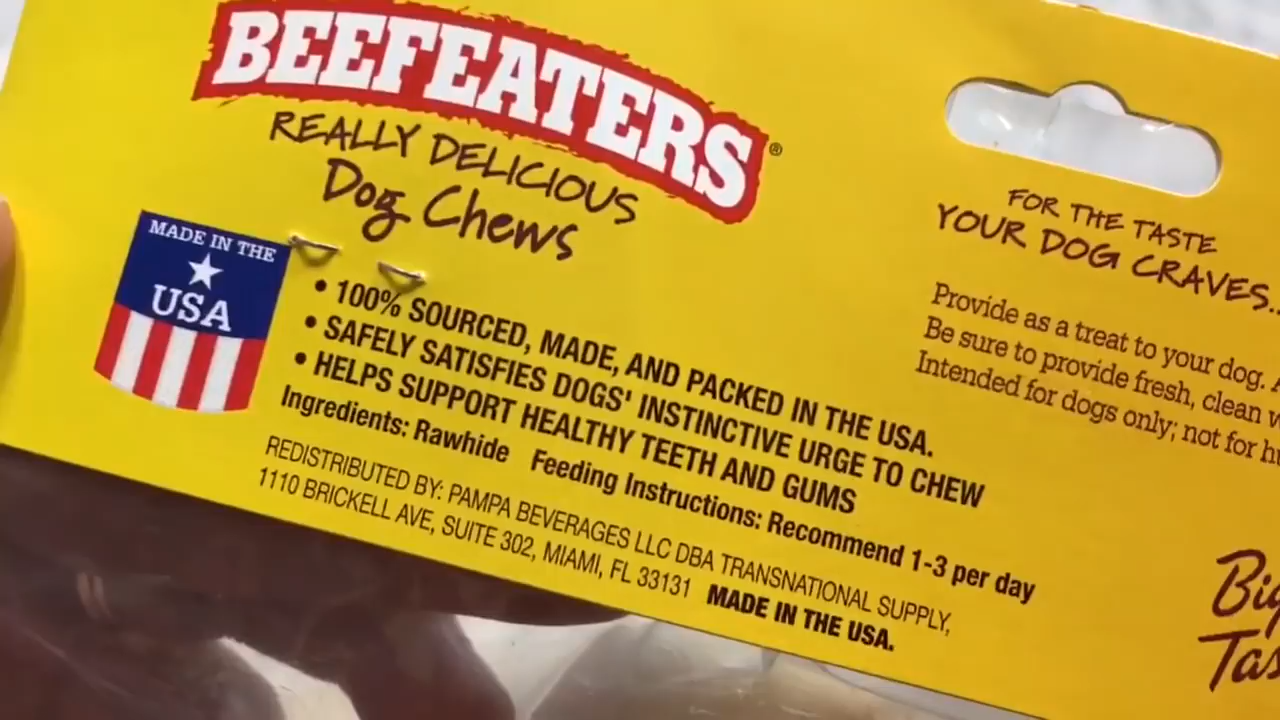 BEEFEATERS®
REALLY DELICIOUS
Dog Chews
MADE IN THE
USA
• 100% SOURCED, MADE, AND PACKED IN THE USA.
• SAFELY SATISFIES DOGS' INSTINCTIVE URGE TO CHEW
• HELPS SUPPORT HEALTHY TEETH AND GUMS
Ingredients: Rawhide Feeding Instructions: Recommend 1-3 per day
REDISTRIBUTED BY: PAMPA BEVERAGES LLC DBA TRANSNATIONAL SUPPLY,
1110 BRICKELL AVE, SUITE 302, MIAMI, FL 33131 MADE IN THE USA.
FOR THE TASTE
YOUR DOG CRAVES...
Provide as a treat to your dog.
Be sure to provide fresh, clean
Intended for dogs only; not for